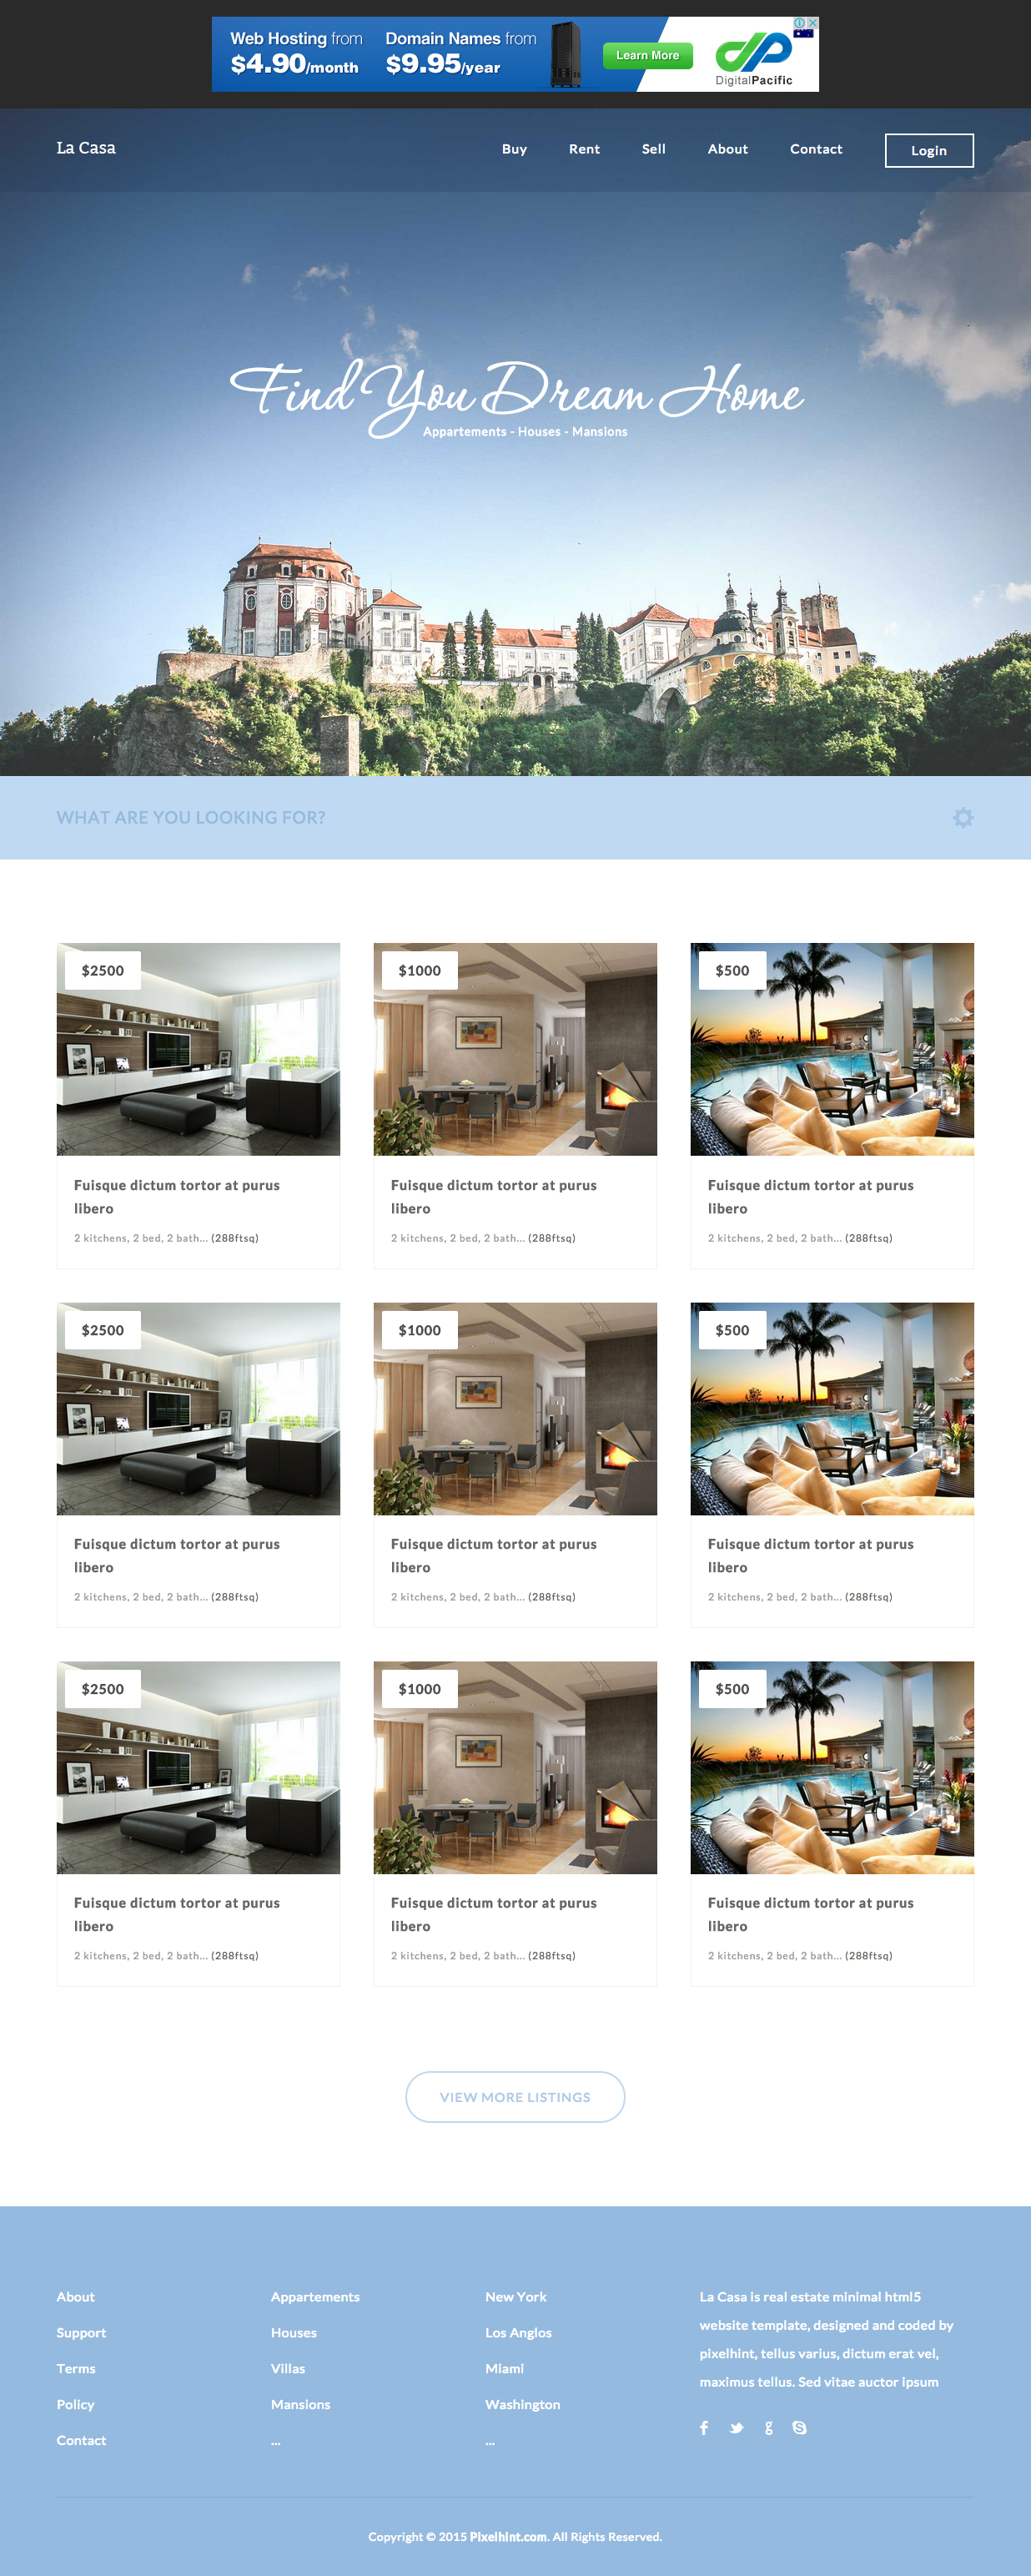 Web Hosting from
$4.90/month
Domain Names from
$9.95/year
Learn More
DigitalPacific
La Casa
Buy
Rent
Sell
About
Contact
Login
Find You Dream Home
Appartements - Houses - Mansions
WHAT ARE YOU LOOKING FOR?
$2500
$1000
$500
Fuisque dictum tortor at purus
libero
2 kitchens, 2 bed, 2 bath... (288ftsq)
Fuisque dictum tortor at purus
libero
2 kitchens, 2 bed, 2 bath... (288ftsq)
Fuisque dictum tortor at purus
libero
2 kitchens, 2 bed, 2 bath... (288ftsq)
$2500
$1000
$500
Fuisque dictum tortor at purus
libero
2 kitchens, 2 bed, 2 bath... (288ftsq)
Fuisque dictum tortor at purus
libero
2 kitchens, 2 bed, 2 bath... (288ftsq)
Fuisque dictum tortor at purus
libero
2 kitchens, 2 bed, 2 bath... (288ftsq)
$2500
$1000
$500
Fuisque dictum tortor at purus
libero
2 kitchens, 2 bed, 2 bath... (288ftsq)
Fuisque dictum tortor at purus
libero
2 kitchens, 2 bed, 2 bath... (288ftsq)
Fuisque dictum tortor at purus
libero
2 kitchens, 2 bed, 2 bath... (288ftsq)
VIEW MORE LISTINGS
About
Support
Terms
Policy
Contact
Appartements
Houses
Villas
Mansions
...
New York
Los Anglos
Miami
Washington
...
La Casa is real estate minimal html5
website template, designed and coded by
pixelhint, tellus varius, dictum erat vel,
maximus tellus. Sed vitae auctor ipsum
Copyright © 2015 Pixelhint.com. All Rights Reserved.